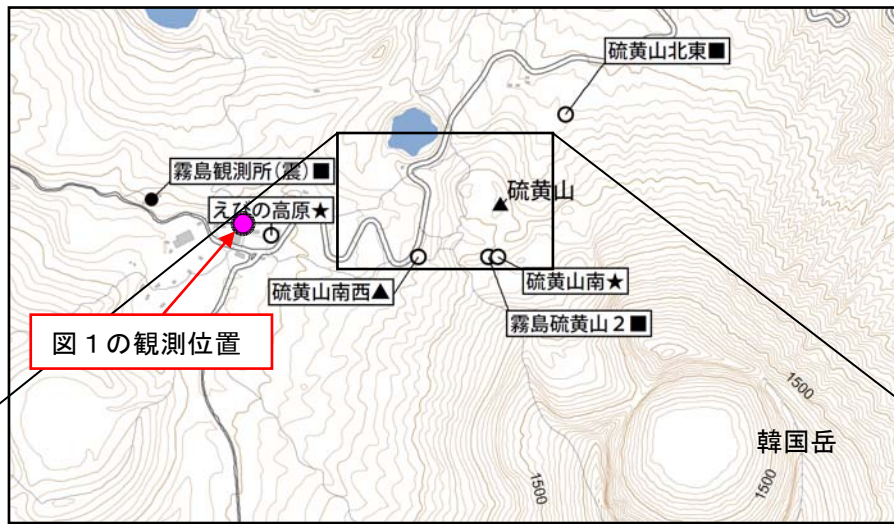 硫黄山北東■
霧島観測所(震)■
えびの高原★
硫黄山
硫黄山南西▲
硫黄山南★
霧島硫黄山2■
図1の観測位置
1500
韓国岳
1500
1500